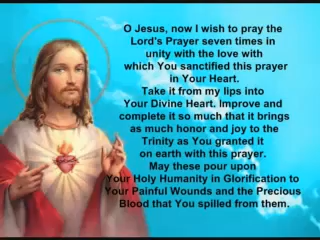 O Jesus, now I wish to pray the
Lord's Prayer seven times in
unity with the love with
which You sanctified this prayer
in Your Heart.
Take it from my lips into
Your Divine Heart. Improve and
complete it so much that it brings
as much honor and joy to the
Trinity as You granted it
on earth with this prayer.
May these pour upon
Your Holy Humanity in Glorification to
Your Painful Wounds and the Precious
Blood that You spilled from them.